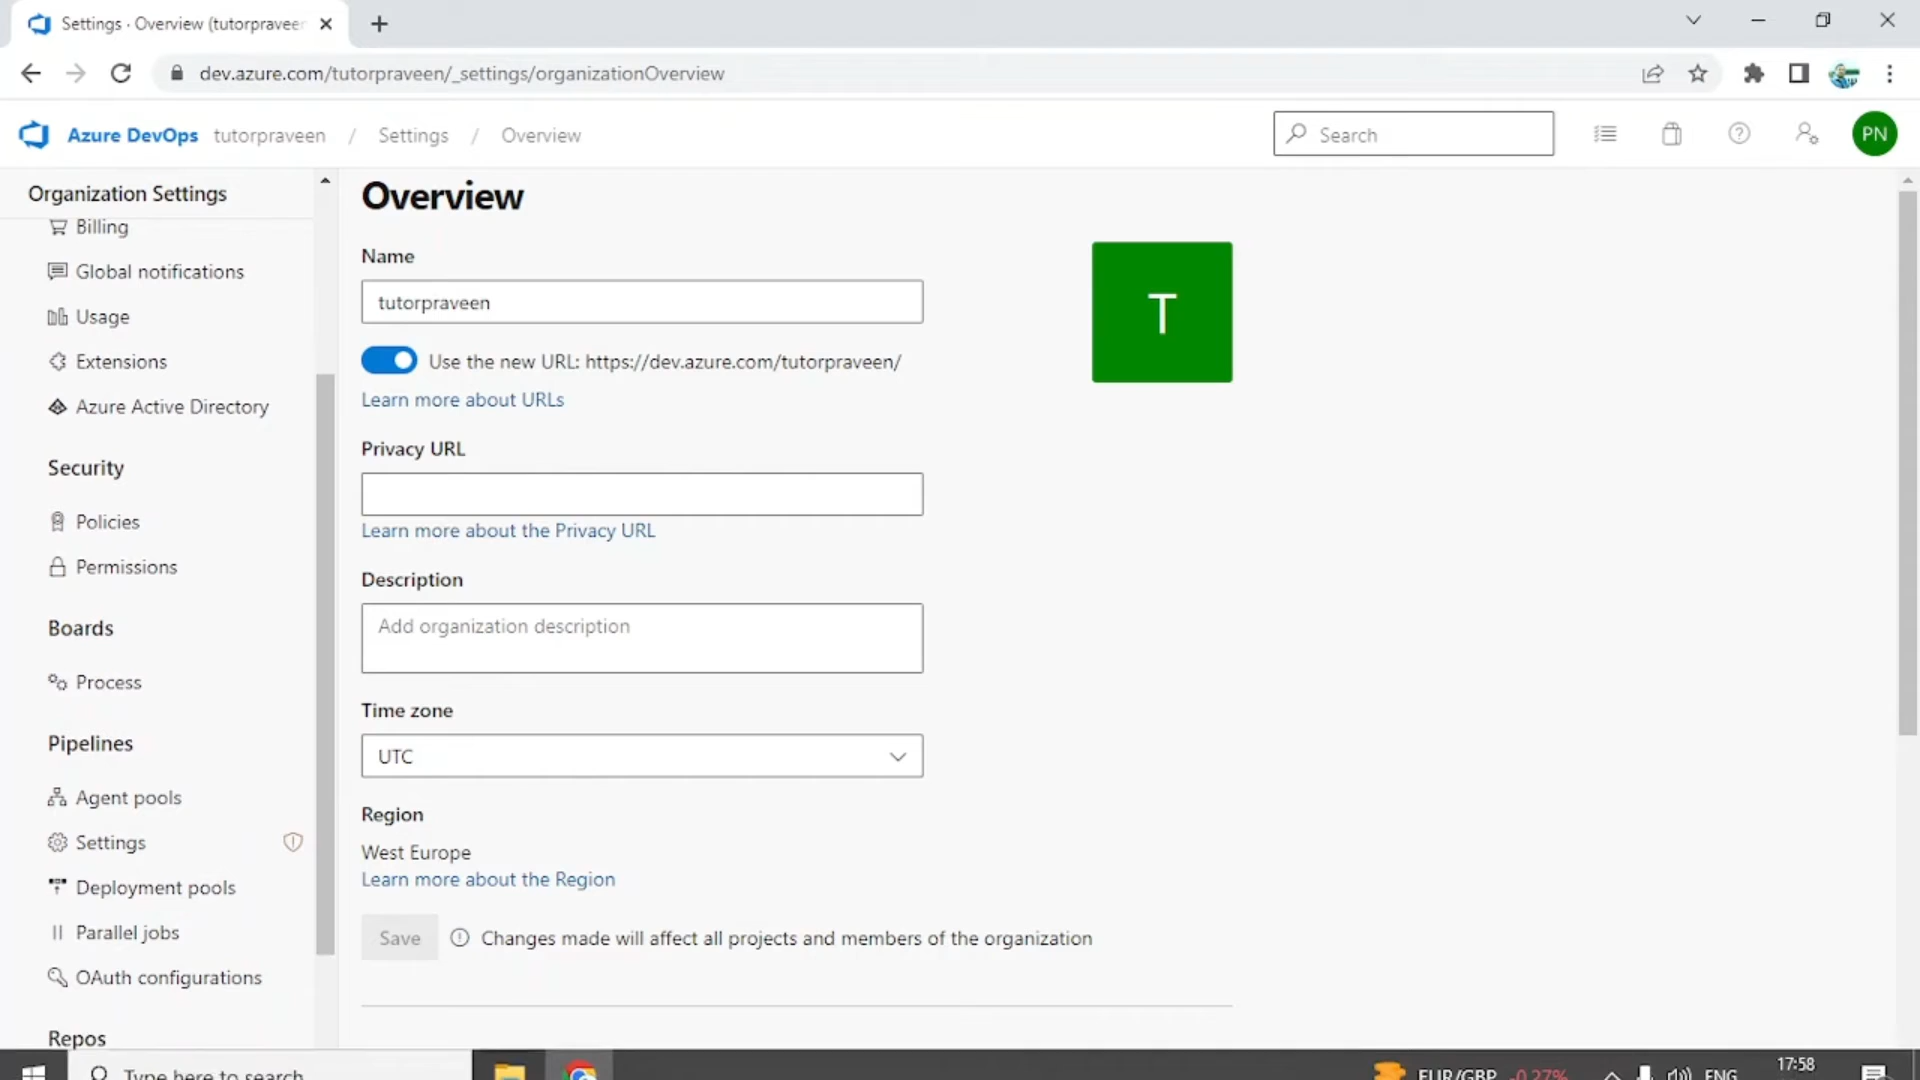 Settings · Overview (tutorpraveen
dev.azure.com/tutorpraveen/_settings/organizationOverview
Azure DevOps tutorpraveen / Settings / Overview
Search
PN
Organization Settings
Billing
Global notifications
Usage
Extensions
Azure Active Directory
Security
Policies
Permissions
Boards
Process
Pipelines
Agent pools
Settings
Deployment pools
Parallel jobs
OAuth configurations
Repos
Overview
Name
tutorpraveen
T
Use the new URL: https://dev.azure.com/tutorpraveen/
Learn more about URLs
Privacy URL
Learn more about the Privacy URL
Description
Add organization description
Time zone
UTC
Region
West Europe
Learn more about the Region
Save
Changes made will affect all projects and members of the organization
Type here to search
EUR/GBP -0.27%
ENG
17:58